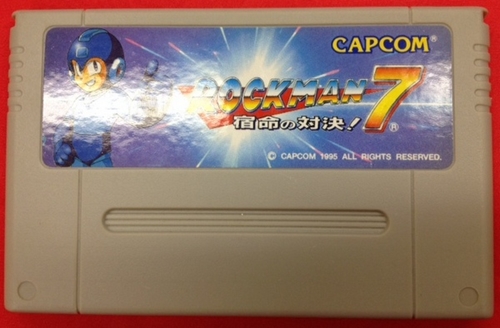 CAPCOM®
ROCKMAN 7®
宿命の対決!
© CAPCOM 1995 ALL RIGHTS RESERVED.